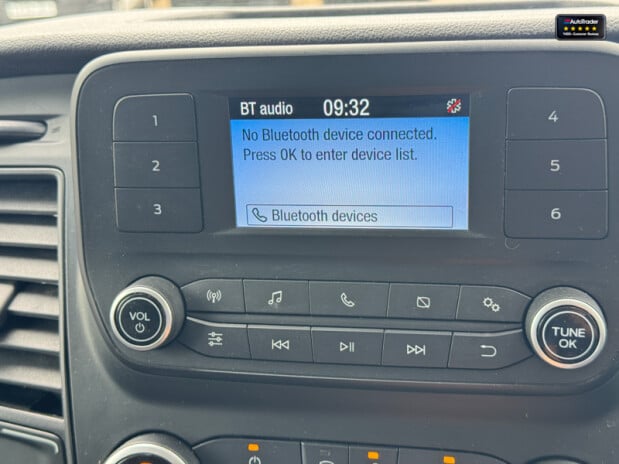 AutoTrader
BT audio 09:32
No Bluetooth device connected.
Press OK to enter device list.
Bluetooth devices
1
2
3
4
5
6
VOL
TUNE
OK